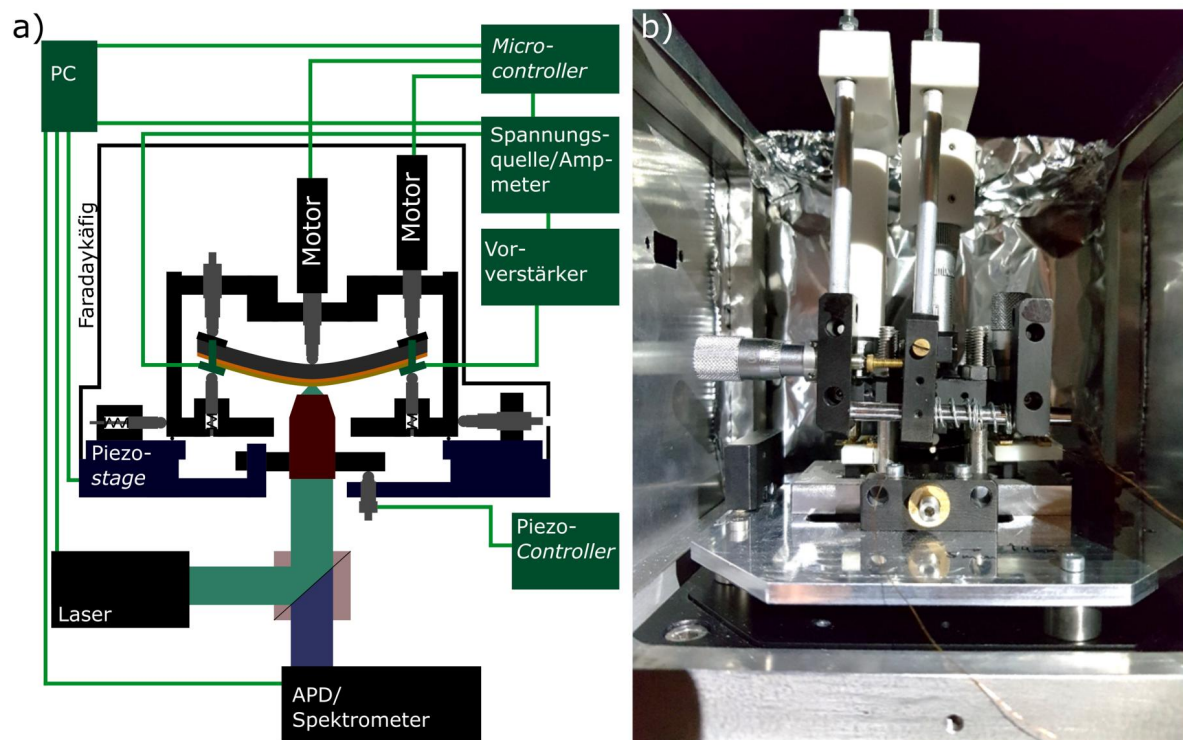 a)
PC
Micro-
controller
Spannungs-
quelle/Amp-
meter
Vor-
verstärker
Faradaykäfig
Motor
Motor
Piezo-
stage
Piezo-
Controller
Laser
APD/
Spektrometer
b)